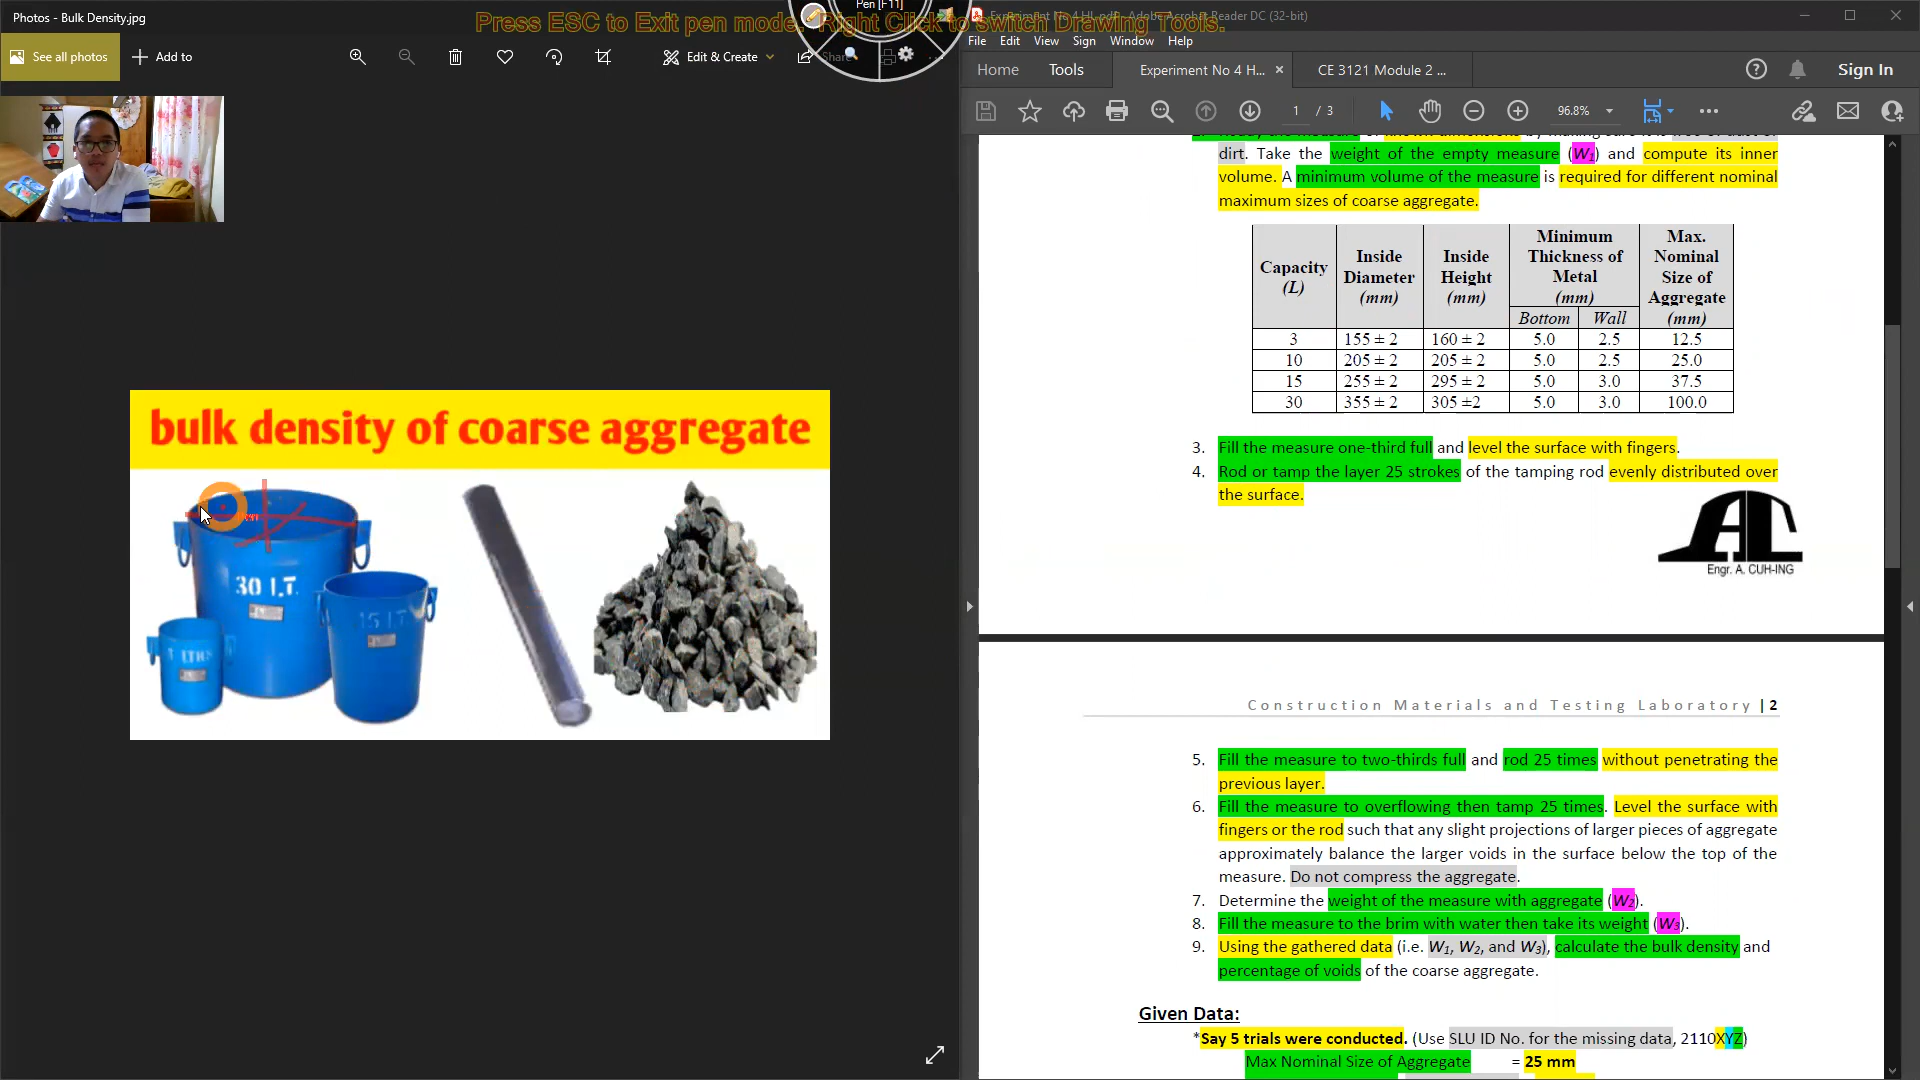 Photos - Bulk Density.jpg
Pen [F11]
Press ESC to Exit pen mode. Right Click to switch Drawing Tools.
Experiment No 4 HL.pdf - Adobe Acrobat Reader DC (32-bit)
See all photos
Add to
Edit & Create
Share
File Edit View Sign Window Help
Home Tools Experiment No 4 H... × CE 3121 Module 2 ... Sign In
1 / 3 96.8%
dirt. Take the weight of the empty measure (W1) and compute its inner
volume. A minimum volume of the measure is required for different nominal
maximum sizes of coarse aggregate.
Capacity (L) Inside Diameter (mm) Inside Height (mm) Minimum Thickness of Metal (mm) Max. Nominal Size of Aggregate (mm)
Bottom Wall
3 155 ± 2 160 ± 2 5.0 2.5 12.5
10 205 ± 2 205 ± 2 5.0 2.5 25.0
15 255 ± 2 295 ± 2 5.0 3.0 37.5
30 355 ± 2 305 ±2 5.0 3.0 100.0
3. Fill the measure one-third full and level the surface with fingers.
4. Rod or tamp the layer 25 strokes of the tamping rod evenly distributed over
the surface.
Engr. A. CUH-ING
bulk density of coarse aggregate
30 LT.
15 LT
3 LTRS
Construction Materials and Testing Laboratory | 2
5. Fill the measure to two-thirds full and rod 25 times without penetrating the
previous layer.
6. Fill the measure to overflowing then tamp 25 times. Level the surface with
fingers or the rod such that any slight projections of larger pieces of aggregate
approximately balance the larger voids in the surface below the top of the
measure. Do not compress the aggregate.
7. Determine the weight of the measure with aggregate (W2).
8. Fill the measure to the brim with water then take its weight (W3).
9. Using the gathered data (i.e. W1, W2, and W3), calculate the bulk density and
percentage of voids of the coarse aggregate.
Given Data:
*Say 5 trials were conducted. (Use SLU ID No. for the missing data, 2110XYZ)
Max Nominal Size of Aggregate = 25 mm